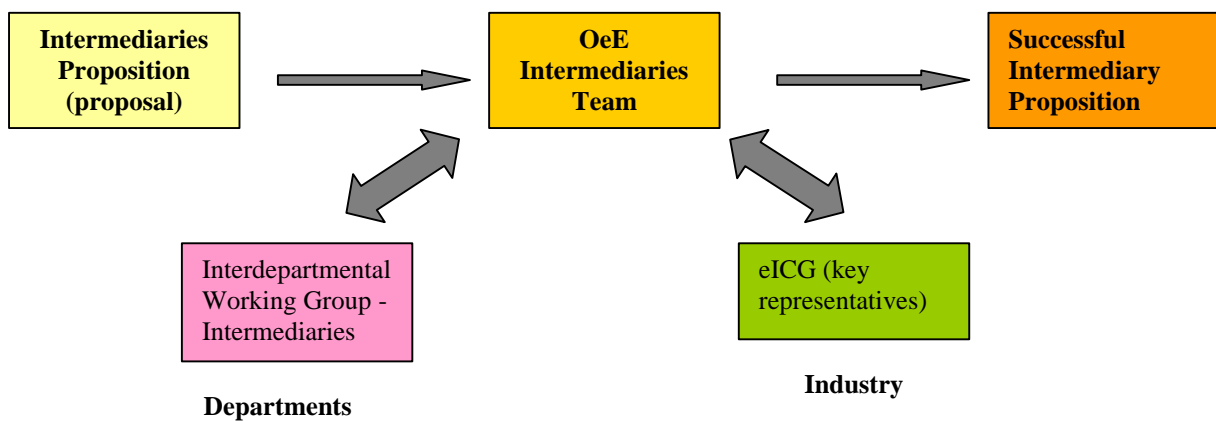 Intermediaries
Proposition
(proposal)
OeE
Intermediaries
Team
Successful
Intermediary
Proposition
Interdepartmental
Working Group -
Intermediaries
eICG (key
representatives)
Departments
Industry